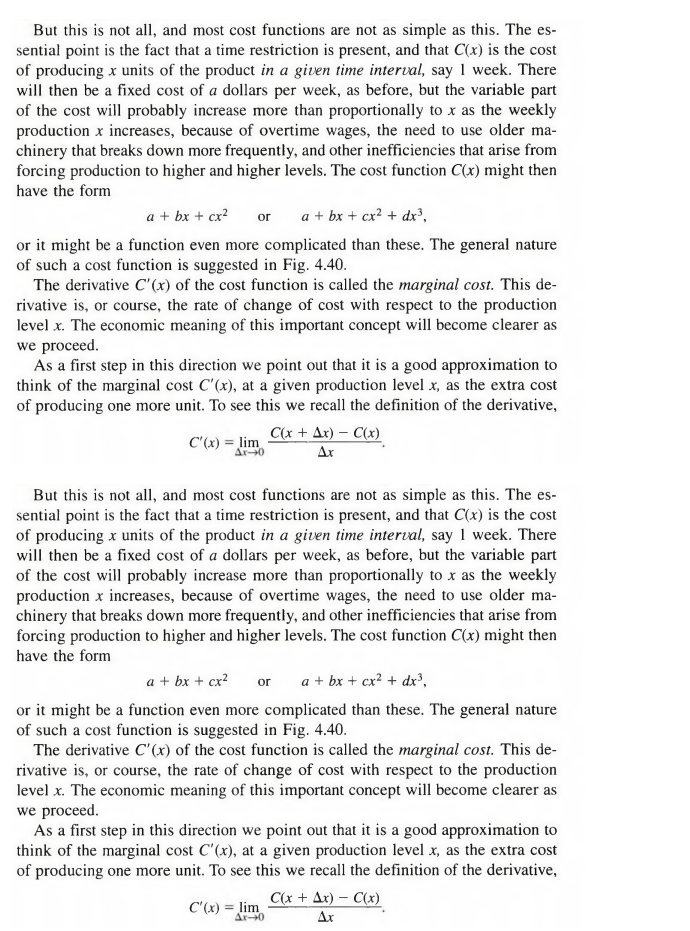 But this is not all, and most cost functions are not as simple as this. The es-
sential point is the fact that a time restriction is present, and that C(x) is the cost
of producing x units of the product in a given time interval, say 1 week. There
will then be a fixed cost of a dollars per week, as before, but the variable part
of the cost will probably increase more than proportionally to x as the weekly
production x increases, because of overtime wages, the need to use older ma-
chinery that breaks down more frequently, and other inefficiencies that arise from
forcing production to higher and higher levels. The cost function C(x) might then
have the form
a + bx + cx² or a + bx + cx² + dx³,
or it might be a function even more complicated than these. The general nature
of such a cost function is suggested in Fig. 4.40.
The derivative C′(x) of the cost function is called the marginal cost. This de-
rivative is, or course, the rate of change of cost with respect to the production
level x. The economic meaning of this important concept will become clearer as
we proceed.
As a first step in this direction we point out that it is a good approximation to
think of the marginal cost C′(x), at a given production level x, as the extra cost
of producing one more unit. To see this we recall the definition of the derivative,
C′(x) = lim Δx→0 C(x + Δx) − C(x) / Δx.
But this is not all, and most cost functions are not as simple as this. The es-
sential point is the fact that a time restriction is present, and that C(x) is the cost
of producing x units of the product in a given time interval, say 1 week. There
will then be a fixed cost of a dollars per week, as before, but the variable part
of the cost will probably increase more than proportionally to x as the weekly
production x increases, because of overtime wages, the need to use older ma-
chinery that breaks down more frequently, and other inefficiencies that arise from
forcing production to higher and higher levels. The cost function C(x) might then
have the form
a + bx + cx² or a + bx + cx² + dx³,
or it might be a function even more complicated than these. The general nature
of such a cost function is suggested in Fig. 4.40.
The derivative C′(x) of the cost function is called the marginal cost. This de-
rivative is, or course, the rate of change of cost with respect to the production
level x. The economic meaning of this important concept will become clearer as
we proceed.
As a first step in this direction we point out that it is a good approximation to
think of the marginal cost C′(x), at a given production level x, as the extra cost
of producing one more unit. To see this we recall the definition of the derivative,
C′(x) = lim Δx→0 C(x + Δx) − C(x) / Δx.